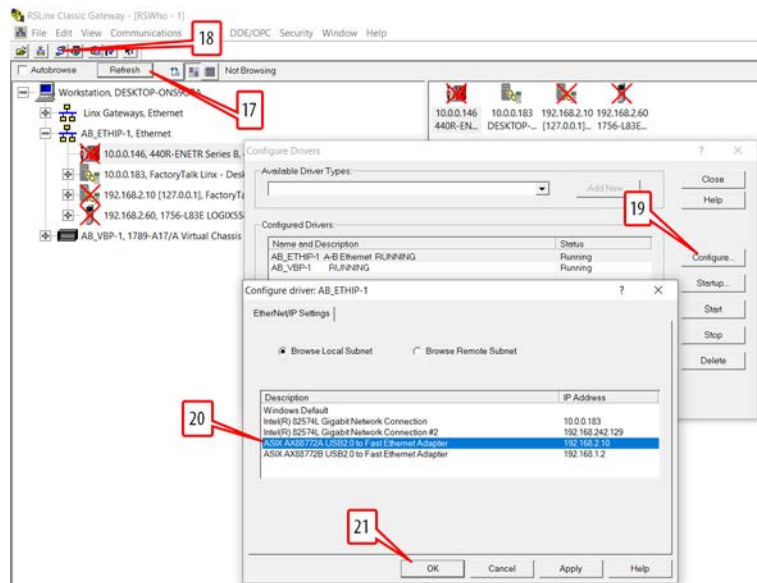 RSLinx Classic Gateway - [RSWho - 1]
File Edit View Communications DDE/OPC Security Window Help
18
Autobrowse Refresh Not Browsing
17
Workstation,
Linx Gateways, Ethernet
AB_ETHIP-1, Ethernet
10.0.0.146, 440R-ENETR Series B,
10.0.0.183, FactoryTalk Linx -
192.168.2.10 [127.0.0.1],
192.168.2.60, 1756-L83E
AB_VBP-1, 1789-A17/A Virtual Chassis
10.0.0.146 10.0.0.183 192.168.2.10 192.168.2.60
440R-EN... DESKTOP-... [127.0.0.1]... 1756-L83E...
Configure Drivers ?
Available Driver Types:
Add New...
Close
Help
19
Configured Drivers:
Name and Description Status
AB_ETHIP-1 A-B Ethernet RUNNING Running
AB_VBP-1 RUNNING Running
Configure...
Startup...
Start
Stop
Delete
Configure driver: AB_ETHIP-1 ?
EtherNet/IP Settings
Browse Local Subnet Browse Remote Subnet
Description IP Address
Windows Default
Intel(R) 82574L Gigabit Network Connection 10.0.0.183
Intel(R) 82574L Gigabit Network Connection #2 192.168.242.129
20
ASIX AX88772A USB2.0 to Fast Ethernet Adapter 192.168.2.10
ASIX AX88772B USB2.0 to Fast Ethernet Adapter 192.168.1.2
21
OK Cancel Apply Help